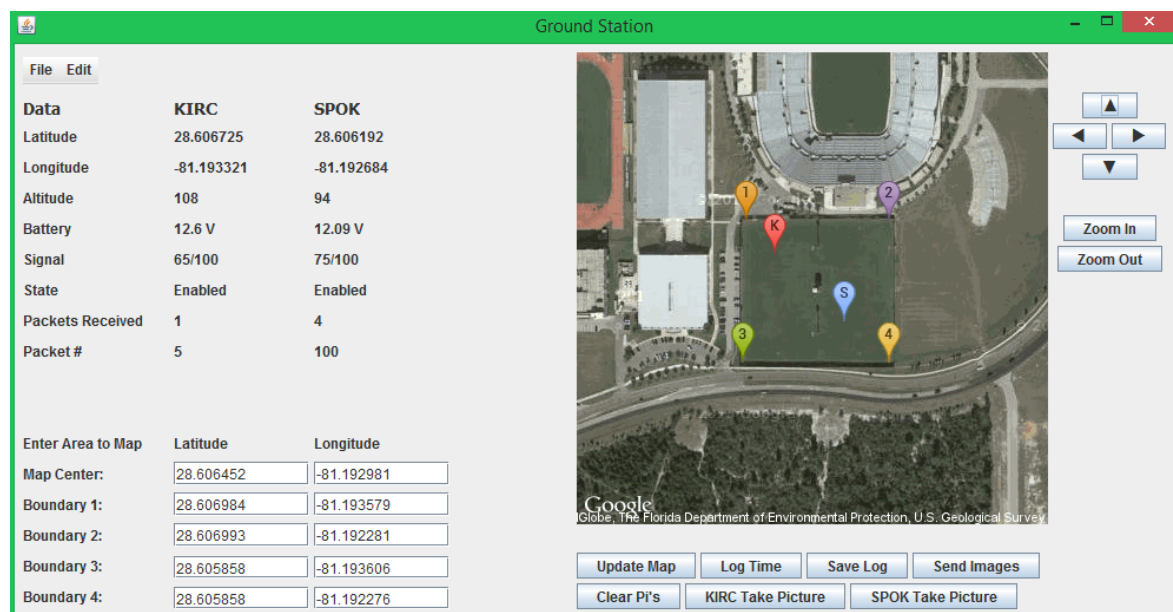 Ground Station
File Edit
Data KIRC SPOK
Latitude 28.606725 28.606192
Longitude -81.193321 -81.192684
Altitude 108 94
Battery 12.6 V 12.09 V
Signal 65/100 75/100
State Enabled Enabled
Packets Received 1 4
Packet # 5 100
Enter Area to Map Latitude Longitude
Map Center: 28.606452 -81.192981
Boundary 1: 28.606984 -81.193579
Boundary 2: 28.606993 -81.192281
Boundary 3: 28.605858 -81.193606
Boundary 4: 28.605858 -81.192276
1 2
K
S
3 4
Google
lGlobe, The Florida Department of Environmental Protection, U.S. Geological Survey
Zoom In
Zoom Out
Update Map Log Time Save Log Send Images
Clear Pi's KIRC Take Picture SPOK Take Picture